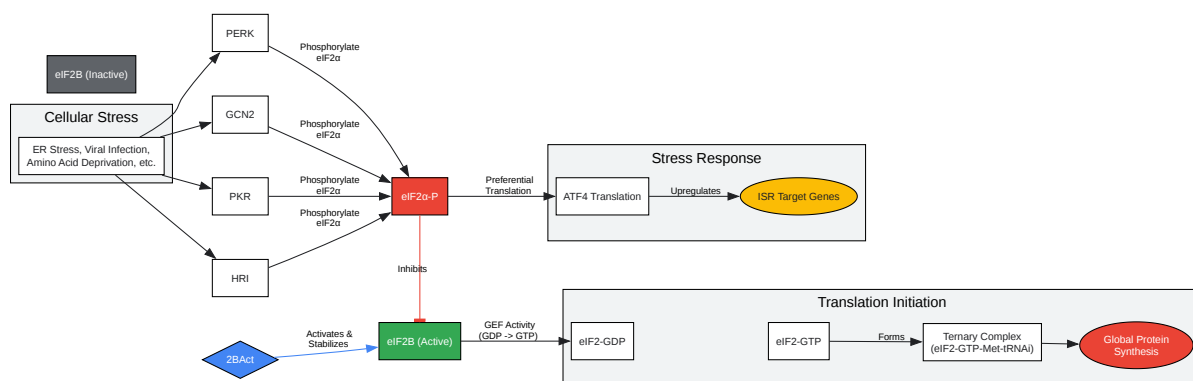 PERK
Phosphorylate
eIF2α
eIF2B (Inactive)
Cellular Stress
ER Stress, Viral Infection,
Amino Acid Deprivation, etc.
GCN2
Phosphorylate
eIF2α
PKR
Phosphorylate
eIF2α
Phosphorylate
eIF2α
HRI
eIF2α-P
Preferential
Translation
Stress Response
ATF4 Translation
Upregulates
ISR Target Genes
Inhibits
2BAct
Activates &
Stabilizes
eIF2B (Active)
GEF Activity
(GDP -> GTP)
Translation Initiation
eIF2-GDP
eIF2-GTP
Forms
Ternary Complex
(eIF2-GTP-Met-tRNAi)
Global Protein
Synthesis